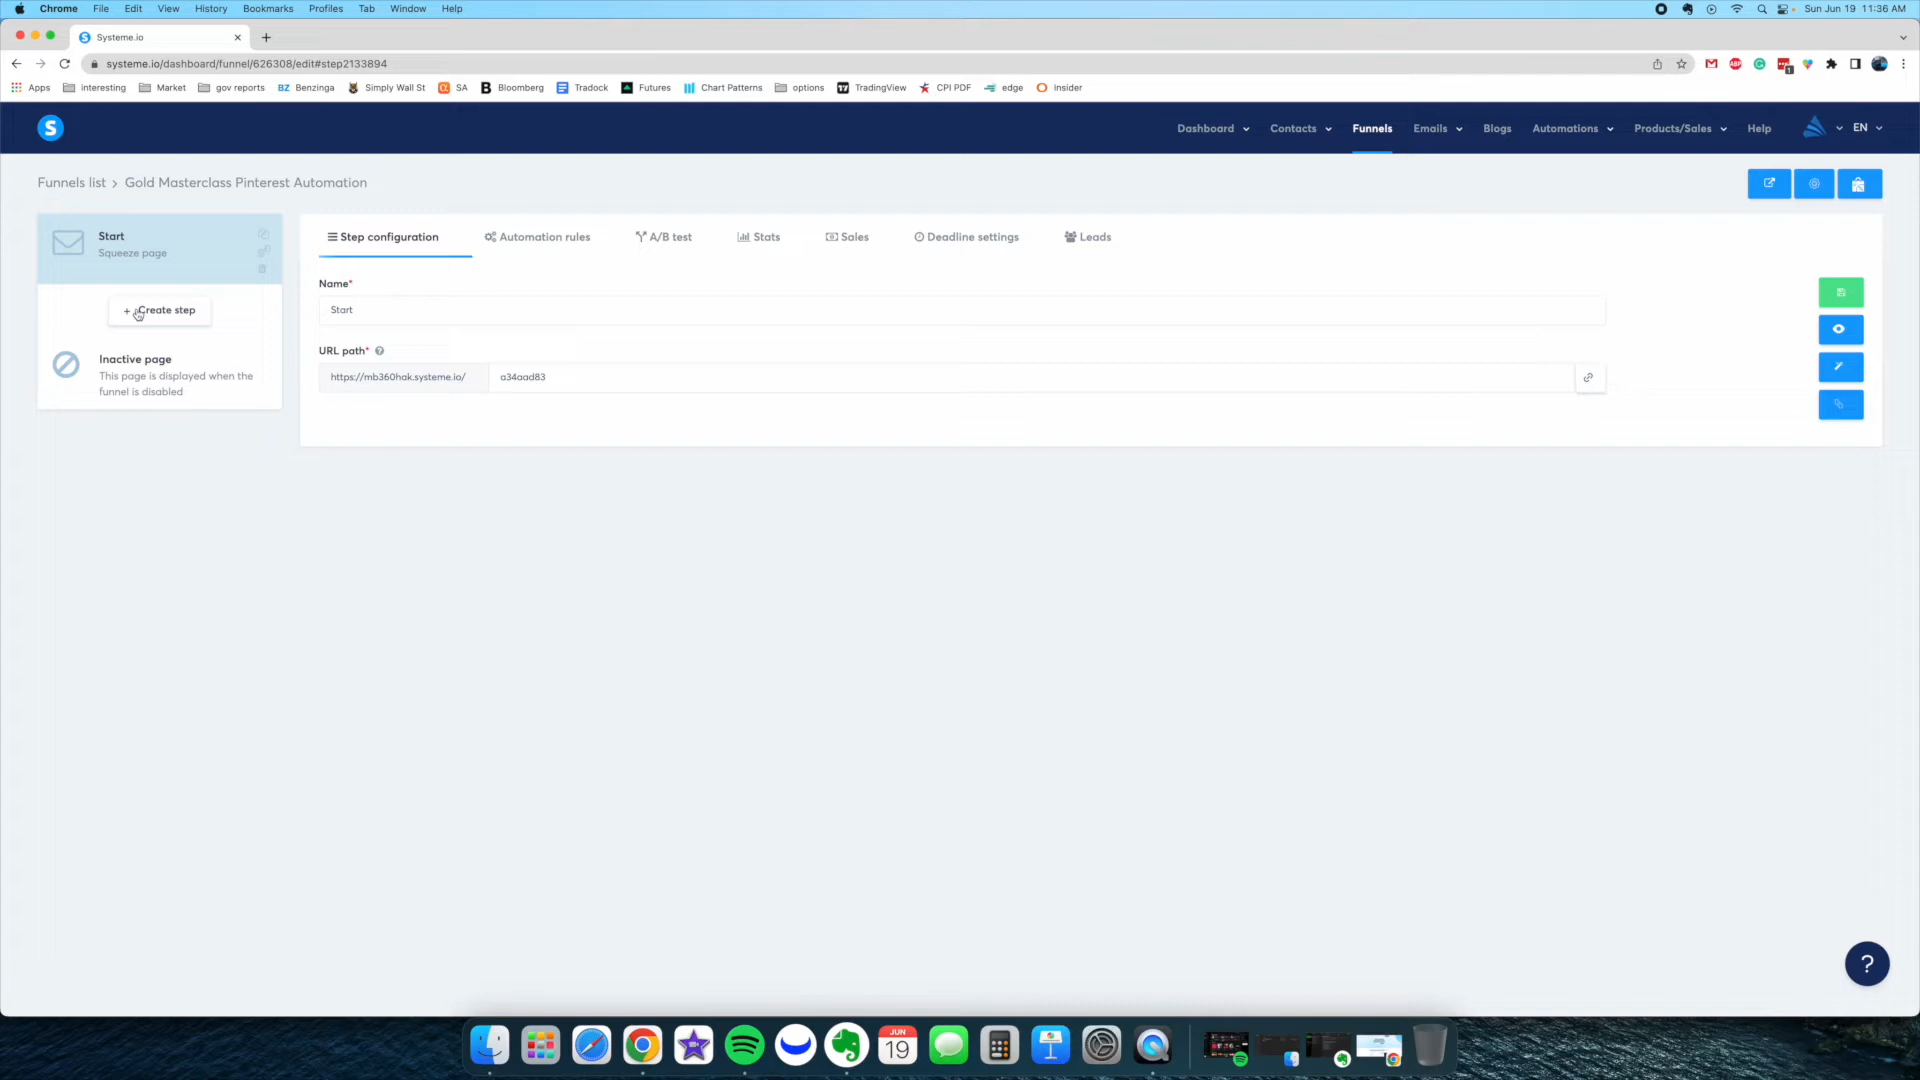 Chrome File Edit View History Bookmarks Profiles Tab Window Help Sun Jun 19 11:36 AM
Systeme.io
systeme.io/dashboard/funnel/626308/edit#step2133894
Apps interesting Market gov reports BZ Benzinga Simply Wall St SA Bloomberg Tradock Futures Chart Patterns options TradingView CPI PDF edge Insider
S Dashboard Contacts Funnels Emails Blogs Automations Products/Sales Help EN
Funnels list > Gold Masterclass Pinterest Automation
Start
Squeeze page
+ Create step
Inactive page
This page is displayed when the
funnel is disabled
Step configuration Automation rules A/B test Stats Sales Deadline settings Leads
Name*
Start
URL path* ?
https://mb360hak.systeme.io/ a34aad83
?
JUN
19